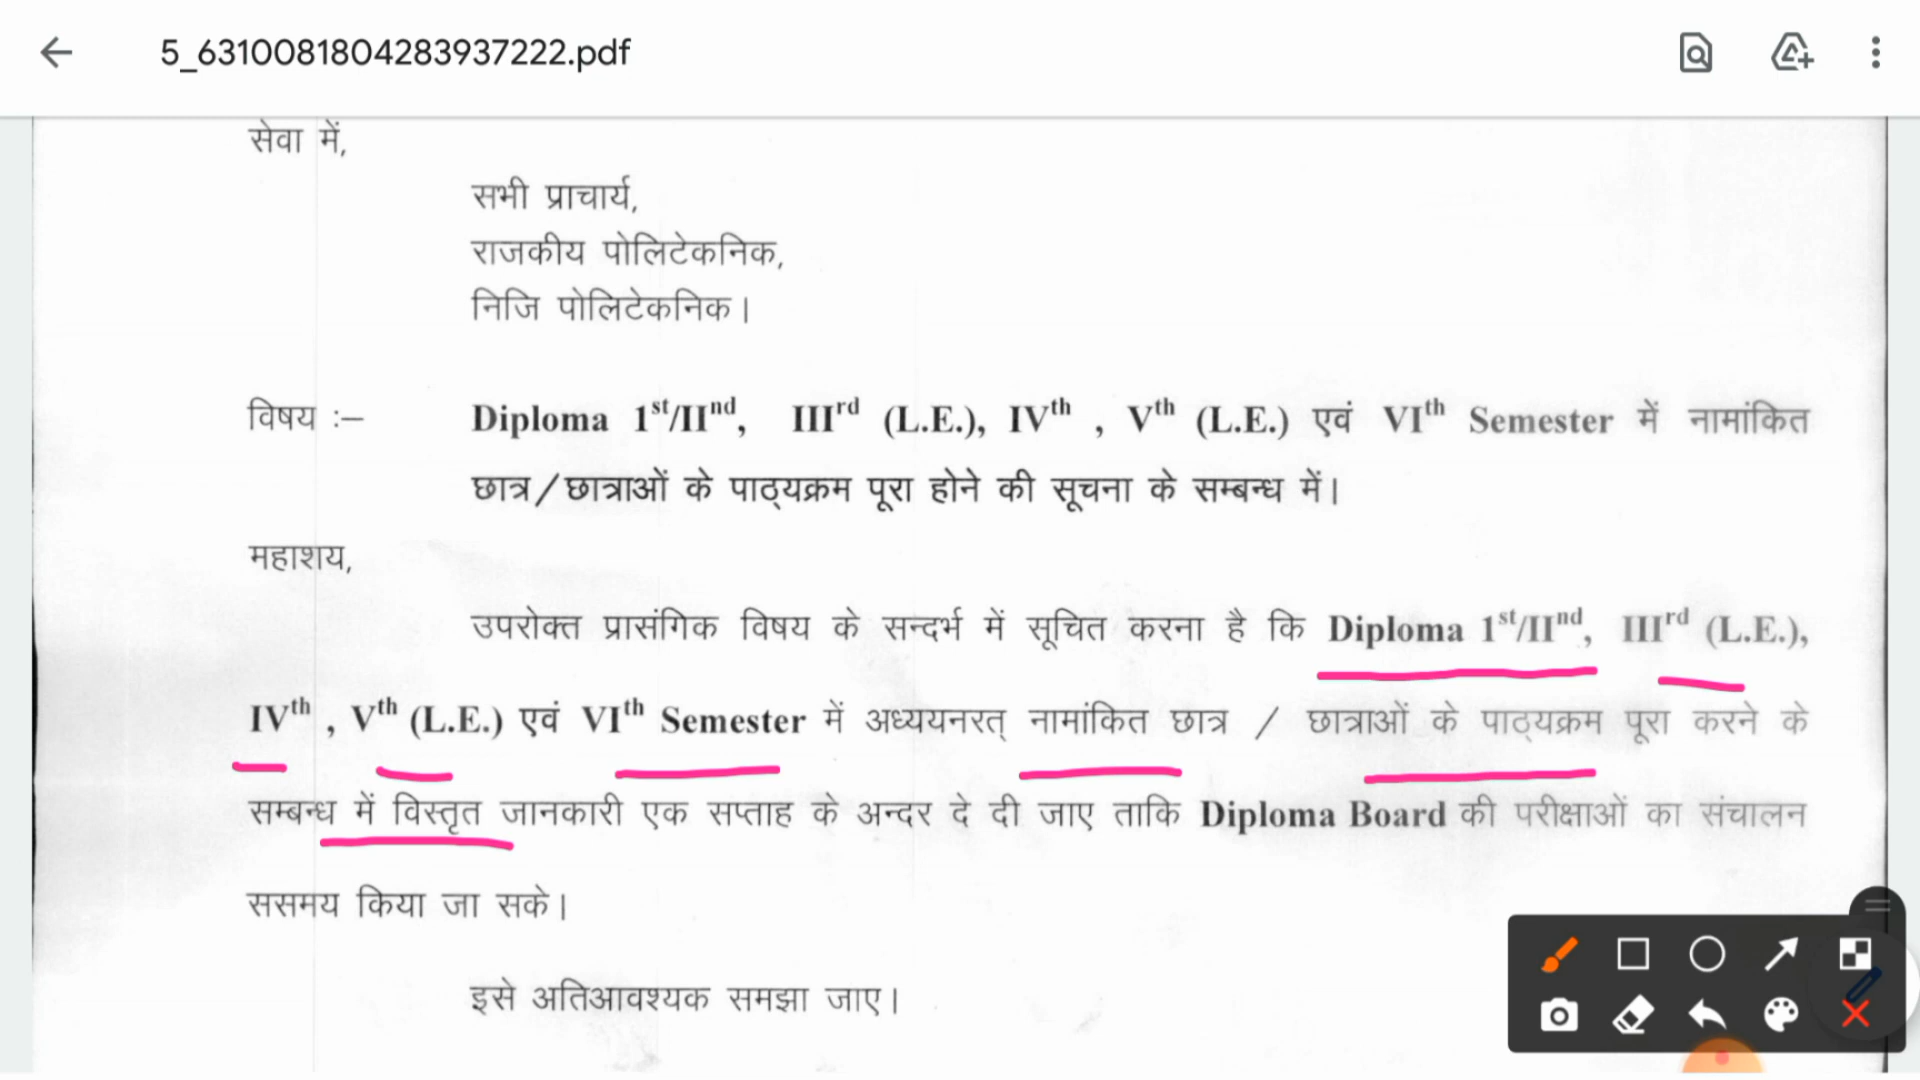 5_6310081804283937222.pdf
सेवा में,
सभी प्राचार्य,
राजकीय पोलिटेकनिक,
निजि पोलिटेकनिक।
विषय :– Diploma 1st/IInd, IIIrd (L.E.), IVth , Vth (L.E.) एवं VIth Semester में नामांकित
छात्र/छात्राओं के पाठ्यक्रम पूरा होने की सूचना के सम्बन्ध में।
महाशय,
उपरोक्त प्रासंगिक विषय के सन्दर्भ में सूचित करना है कि Diploma 1st/IInd, IIIrd (L.E.),
IVth , Vth (L.E.) एवं VIth Semester में अध्ययनरत् नामांकित छात्र / छात्राओं के पाठ्यक्रम पूरा करने के
सम्बन्ध में विस्तृत जानकारी एक सप्ताह के अन्दर दे दी जाए ताकि Diploma Board की परीक्षाओं का संचालन
ससमय किया जा सके।
इसे अतिआवश्यक समझा जाए।